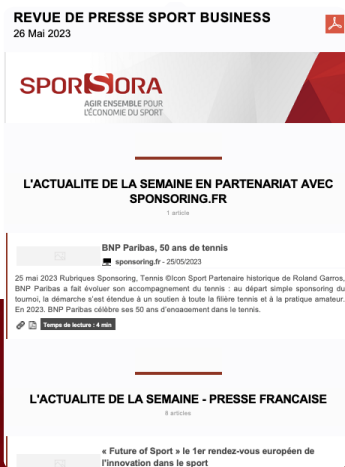 REVUE DE PRESSE SPORT BUSINESS
26 Mai 2023
SPORSORA
AGIR ENSEMBLE POUR
L'ÉCONOMIE DU SPORT
L'ACTUALITE DE LA SEMAINE EN PARTENARIAT AVEC
SPONSORING.FR
1 article
BNP Paribas, 50 ans de tennis
sponsoring.fr - 25/05/2023
25 mai 2023 Rubriques Sponsoring, Tennis ©Icon Sport Partenaire historique de Roland Garros,
BNP Paribas a fait évoluer son accompagnement du tennis : au départ simple sponsoring du
tournoi, la démarche s'est étendue à un soutien à toute la filière tennis et à la pratique amateur.
En 2023, BNP Paribas célèbre ses 50 ans d'engagement dans le tennis.
Temps de lecture : 4 min
L'ACTUALITE DE LA SEMAINE - PRESSE FRANCAISE
8 articles
« Future of Sport » le 1er rendez-vous européen de
l'innovation dans le sport